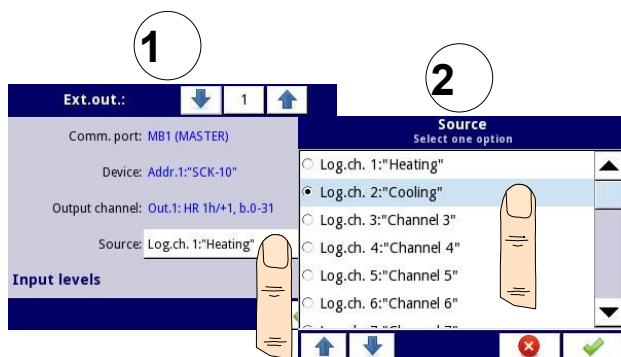 1
Ext.out.:
1
Comm. port: MB1 (MASTER)
Device: Addr.1:"SCK-10"
Output channel: Out.1: HR 1h/+1, b.0-31
Source: Log.ch. 1:"Heating"
Input levels
2
Source
Select one option
Log.ch. 1:"Heating"
Log.ch. 2:"Cooling"
Log.ch. 3:"Channel 3"
Log.ch. 4:"Channel 4"
Log.ch. 5:"Channel 5"
Log.ch. 6:"Channel 6"